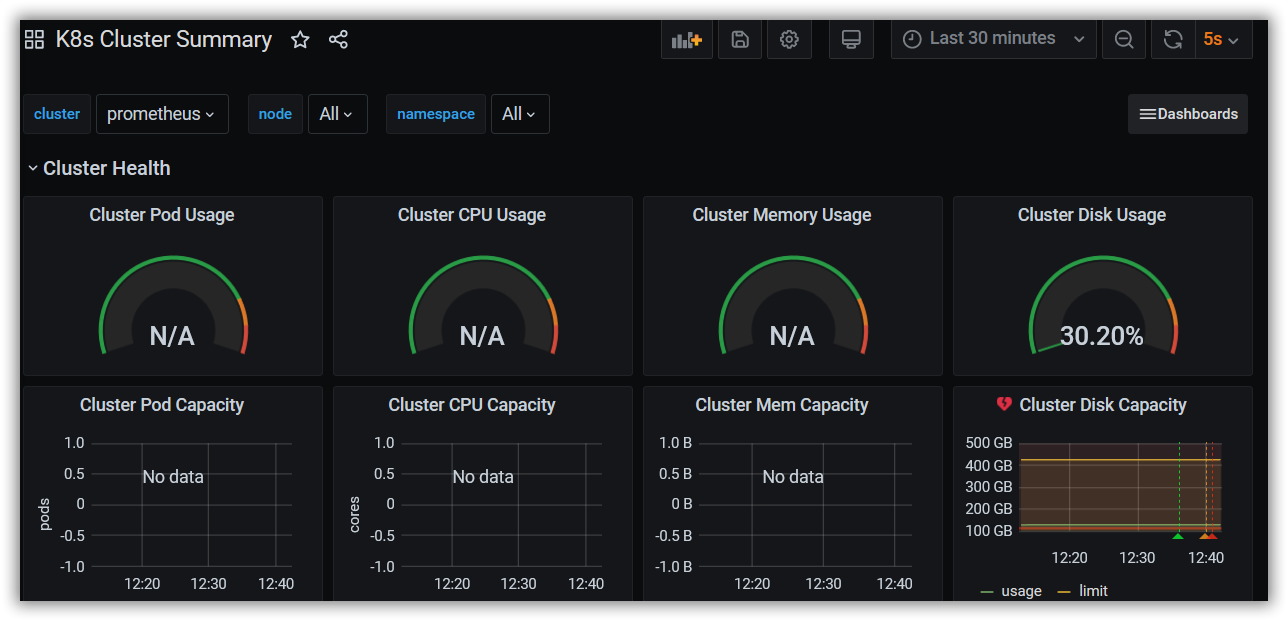 K8s Cluster Summary
Last 30 minutes
5s
cluster prometheus node All namespace All
Dashboards
Cluster Health
Cluster Pod Usage
N/A
Cluster CPU Usage
N/A
Cluster Memory Usage
N/A
Cluster Disk Usage
30.20%
Cluster Pod Capacity
1.0
0.5
0
-0.5
-1.0
pods
No data
12:20 12:30 12:40
Cluster CPU Capacity
1.0
0.5
0
-0.5
-1.0
cores
No data
12:20 12:30 12:40
Cluster Mem Capacity
1.0 B
0.5 B
0 B
-0.5 B
-1.0 B
No data
12:20 12:30 12:40
Cluster Disk Capacity
500 GB
400 GB
300 GB
200 GB
100 GB
12:20 12:30 12:40
usage limit